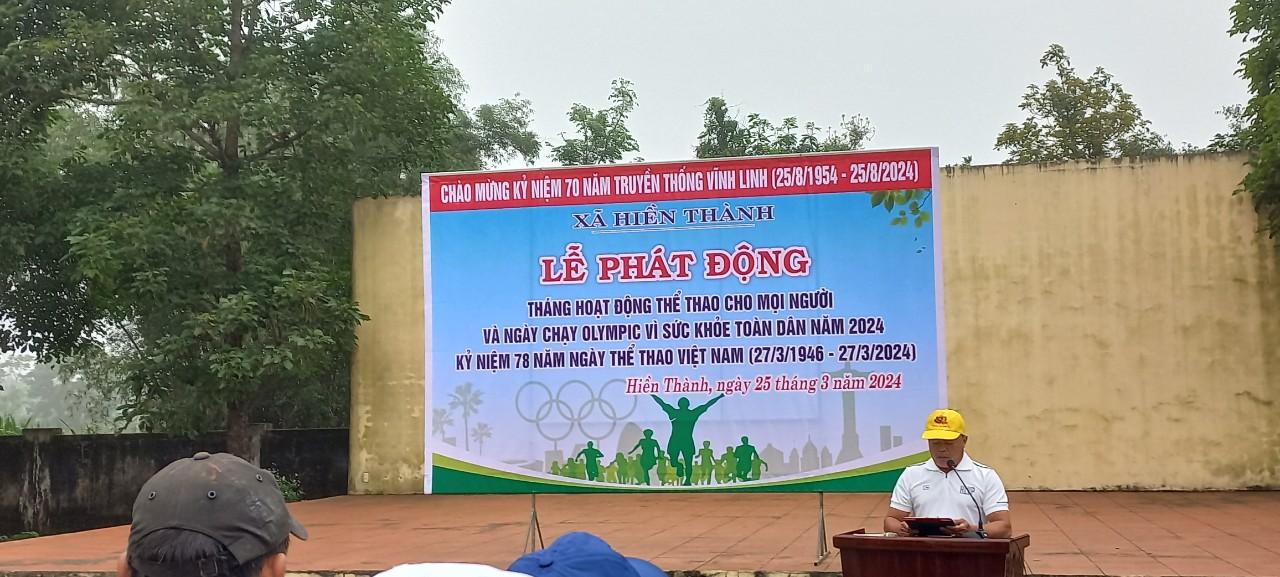 CHÀO MỪNG KỶ NIỆM 70 NĂM TRUYỀN THỐNG VĨNH LINH (25/8/1954 - 25/8/2024)
XÃ HIỀN THÀNH
LỄ PHÁT ĐỘNG
THÁNG HOẠT ĐỘNG THỂ THAO CHO MỌI NGƯỜI
VÀ NGÀY CHẠY OLYMPIC VÌ SỨC KHỎE TOÀN DÂN NĂM 2024
KỶ NIỆM 78 NĂM NGÀY THỂ THAO VIỆT NAM (27/3/1946 - 27/3/2024)
Hiền Thành, ngày 25 tháng 3 năm 2024